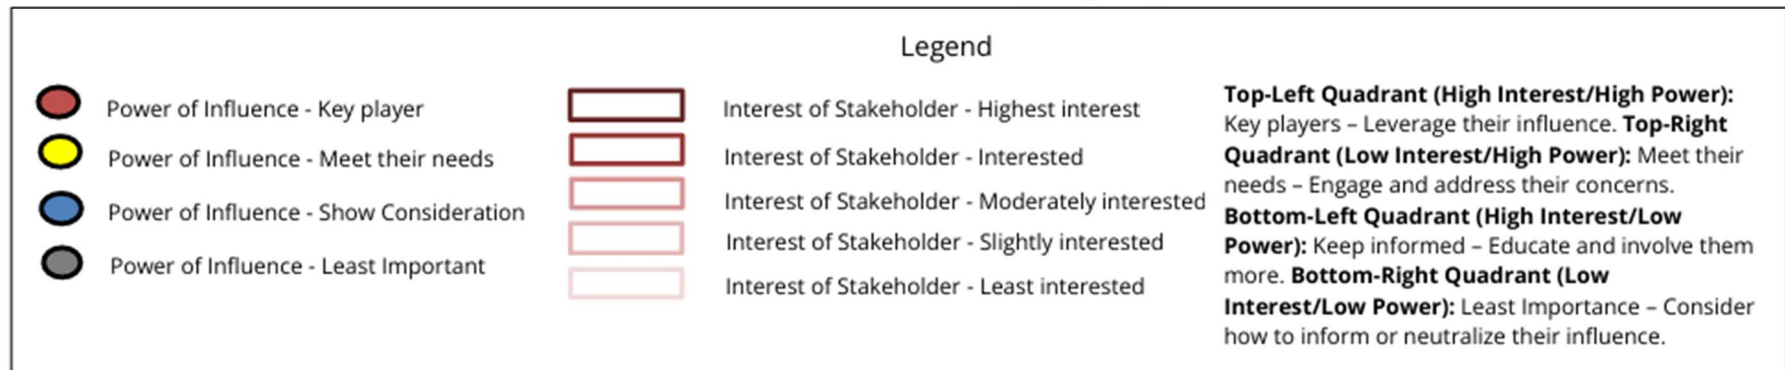 Legend
Power of Influence - Key player
Power of Influence - Meet their needs
Power of Influence - Show Consideration
Power of Influence - Least Important
Interest of Stakeholder - Highest interest
Interest of Stakeholder - Interested
Interest of Stakeholder - Moderately interested
Interest of Stakeholder - Slightly interested
Interest of Stakeholder - Least interested
Top-Left Quadrant (High Interest/High Power):
Key players – Leverage their influence. Top-Right
Quadrant (Low Interest/High Power): Meet their
needs – Engage and address their concerns.
Bottom-Left Quadrant (High Interest/Low
Power): Keep informed – Educate and involve them
more. Bottom-Right Quadrant (Low
Interest/Low Power): Least Importance – Consider
how to inform or neutralize their influence.